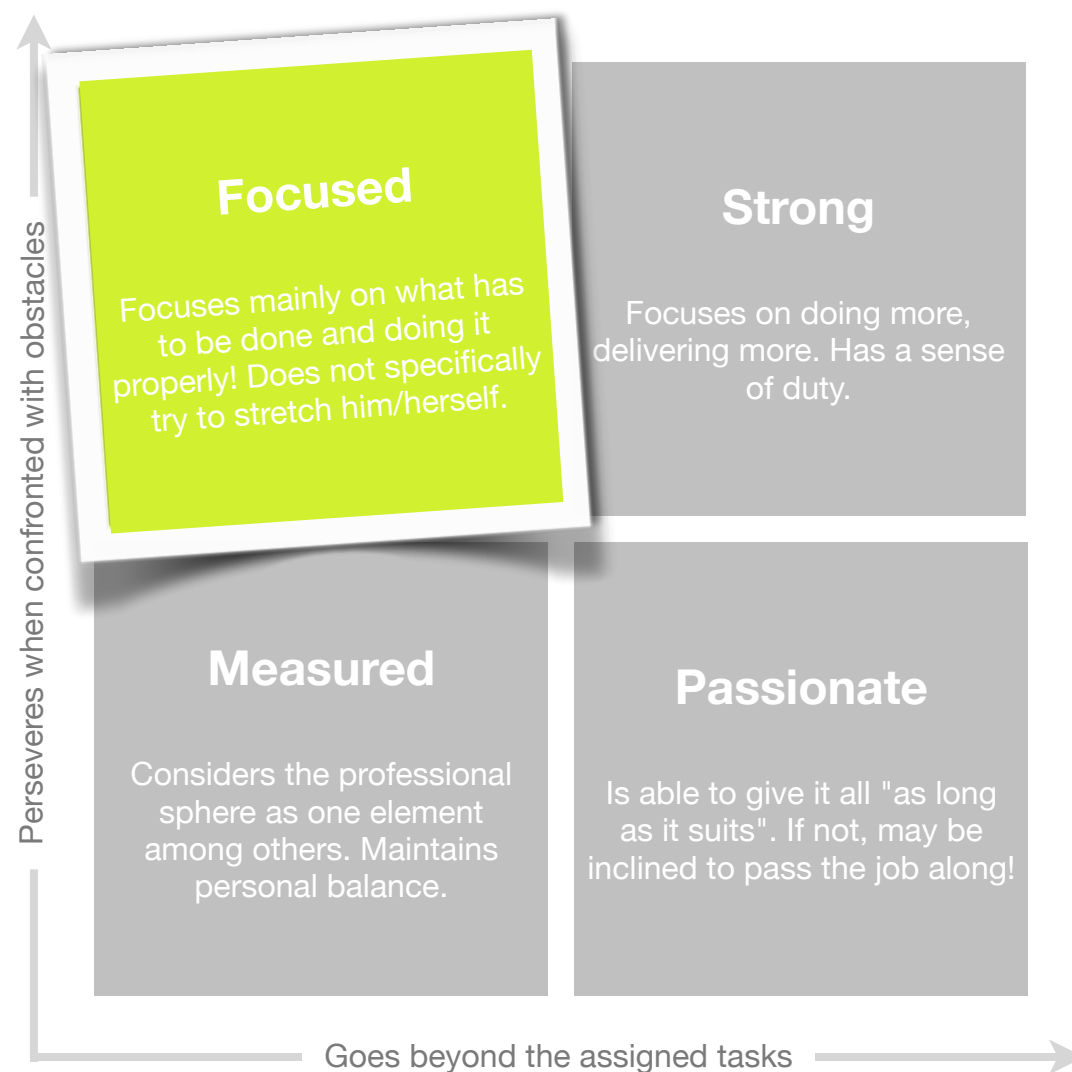 Perseveres when confronted with obstacles
Focused
Focuses mainly on what has
to be done and doing it
properly! Does not specifically
try to stretch him/herself.
Strong
Focuses on doing more,
delivering more. Has a sense
of duty.
Measured
Considers the professional
sphere as one element
among others. Maintains
personal balance.
Passionate
Is able to give it all "as long
as it suits". If not, may be
inclined to pass the job along!
Goes beyond the assigned tasks